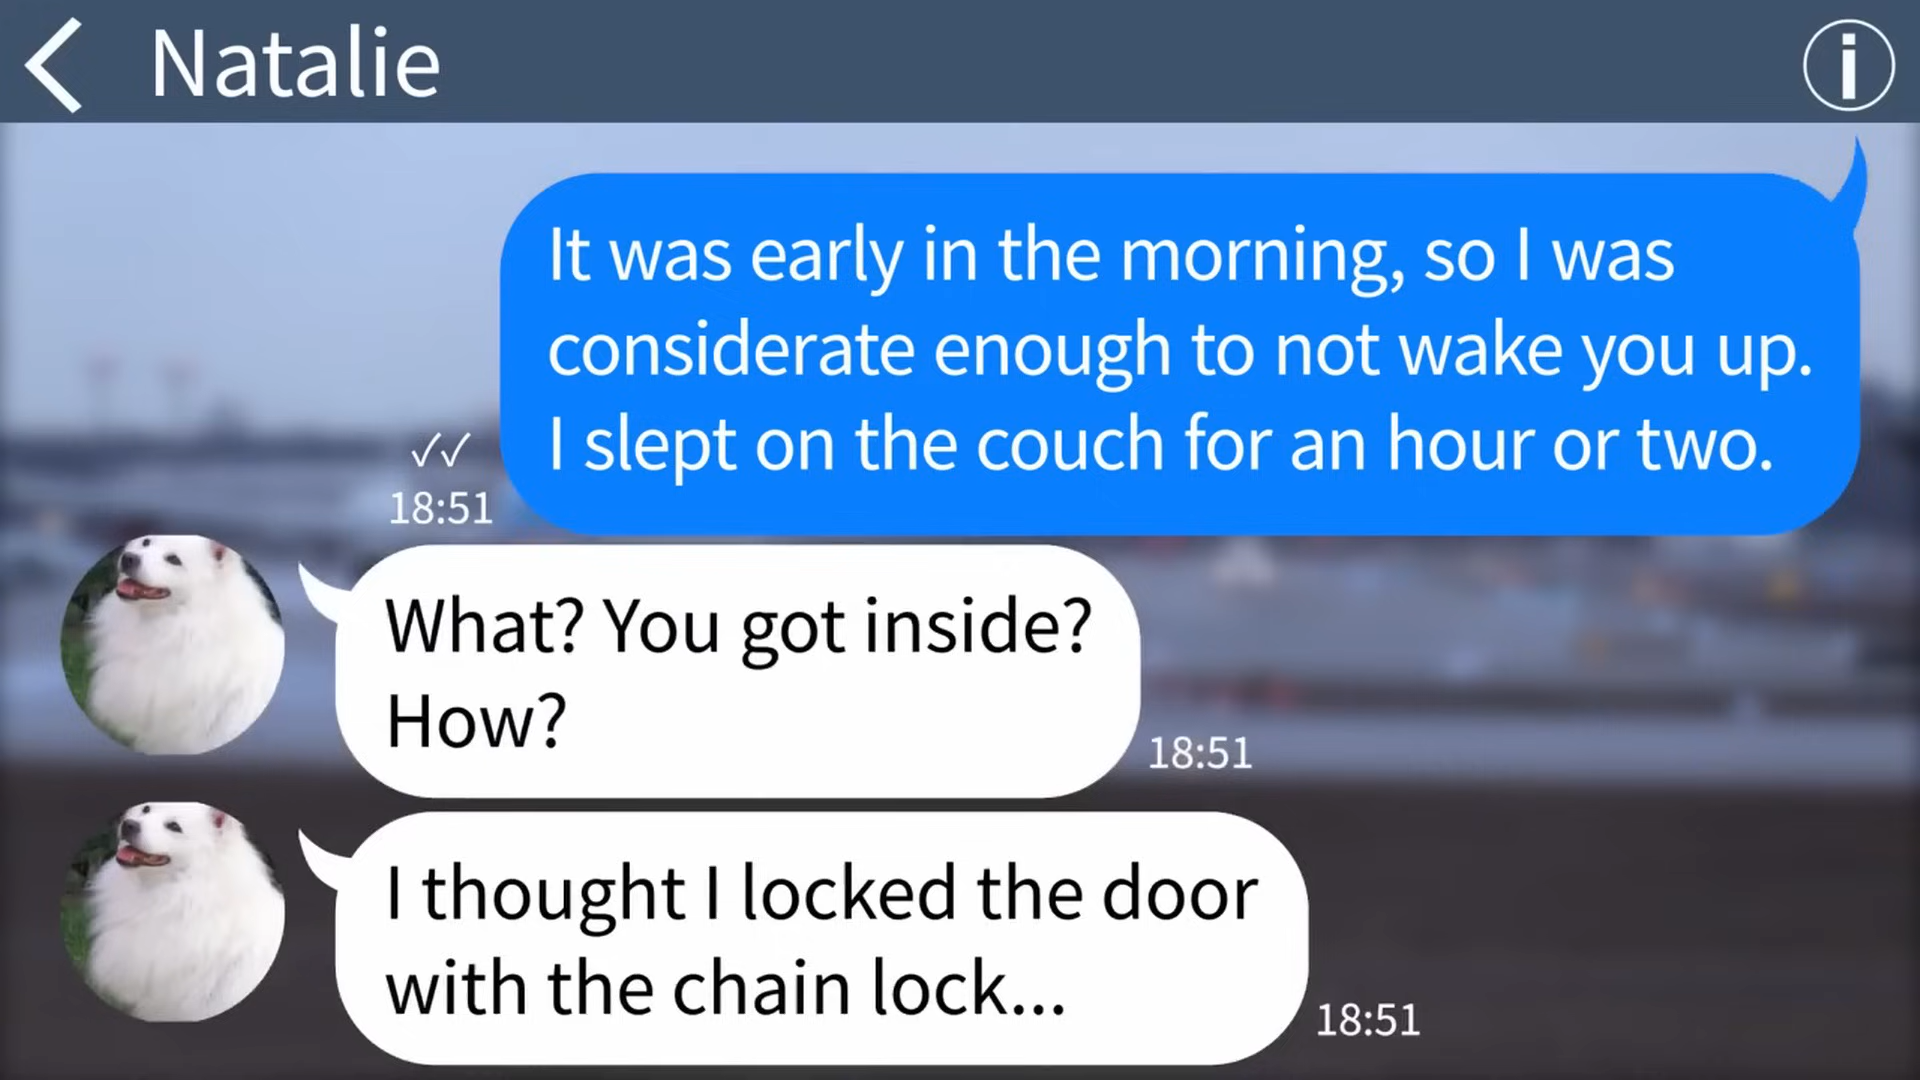 Natalie
It was early in the morning, so I was
considerate enough to not wake you up.
I slept on the couch for an hour or two.
18:51
What? You got inside?
How?
18:51
I thought I locked the door
with the chain lock...
18:51